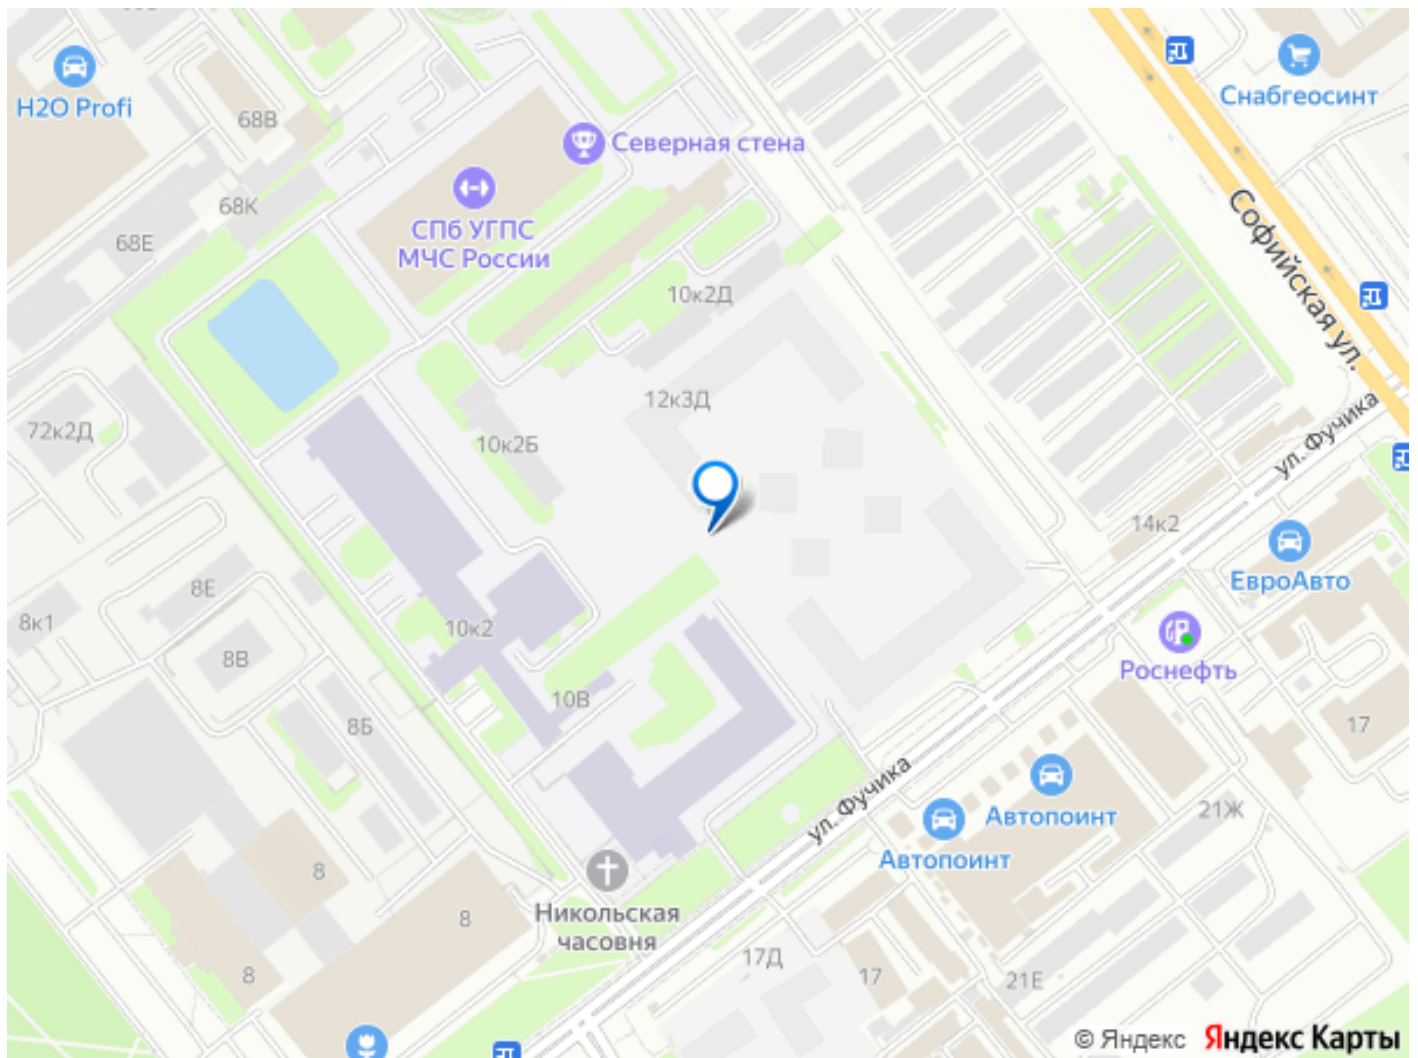 H2O Profi
68В
Северная стена
Снабгеосинт
68К
СПб УГПС
МЧС России
68Е
Софийская ул.
10к2Д
12к3Д
72к2Д
10к2Б
ул. Фучика
14к2
ЕвроАвто
8Е
8к1
10к2
8В
Роснефть
10В
8Б
17
ул. Фучика
Автопоинт
21Ж
Автопоинт
8
Никольская
часовня
8
17Д
8
17
21Е
© Яндекс Яндекс Карты